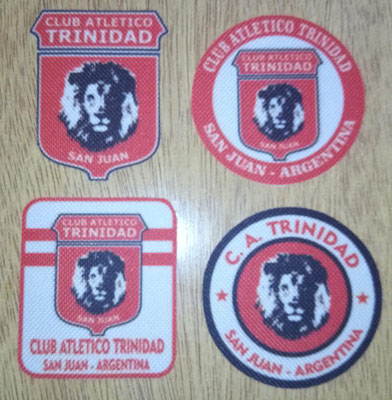 CLUB ATLETICO
TRINIDAD
SAN JUAN
CLUB ATLETICO TRINIDAD
CLUB ATLETICO
TRINIDAD
SAN JUAN
SAN JUAN - ARGENTINA
CLUB ATLETICO
TRINIDAD
SAN JUAN
CLUB ATLETICO TRINIDAD
SAN JUAN - ARGENTINA
C. A. TRINIDAD
SAN JUAN - ARGENTINA